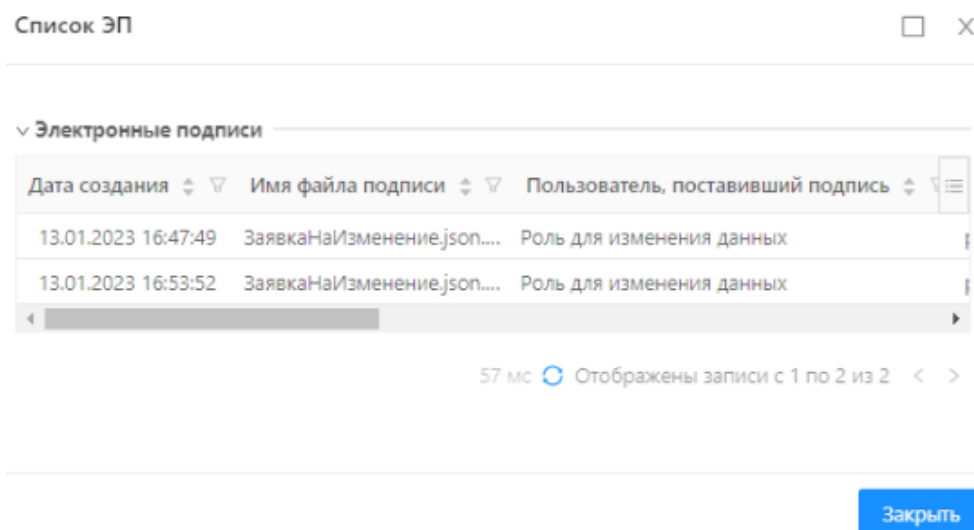 Список ЭП
Электронные подписи
Дата создания Имя файла подписи Пользователь, поставивший подпись
13.01.2023 16:47:49 ЗаявкаНаИзменение.json.... Роль для изменения данных
13.01.2023 16:53:52 ЗаявкаНаИзменение.json.... Роль для изменения данных
57 мс Отображены записи с 1 по 2 из 2
Закрыть